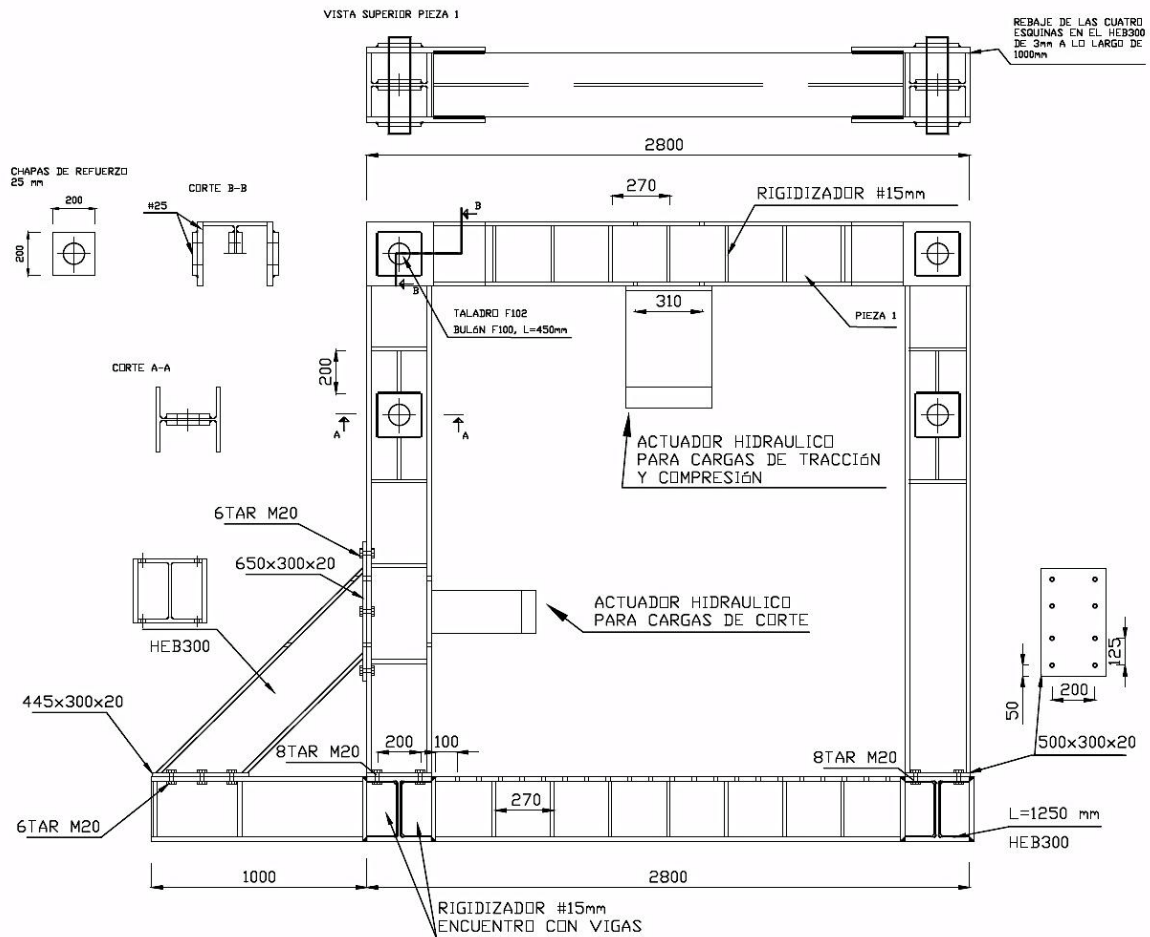 VISTA SUPERIOR PIEZA 1
REBAJE DE LAS CUATRO
ESQUINAS EN EL HEB300
DE 3mm A LO LARGO DE
1000mm
2800
CHAPAS DE REFUERZO
25 mm
200
200
CORTE B-B
#25
B
B
270
RIGIDIZADOR #15mm
310
TALADRO F102
BULóN F100, L=450mm
PIEZA 1
200
CORTE A-A
A
A
ACTUADOR HIDRAULICO
PARA CARGAS DE TRACCIóN
Y COMPRESIóN
6TAR M20
650x300x20
ACTUADOR HIDRAULICO
PARA CARGAS DE CORTE
HEB300
125
200
50
445x300x20
200
100
8TAR M20
8TAR M20
500x300x20
270
6TAR M20
L=1250 mm
HEB300
1000
2800
RIGIDIZADOR #15mm
ENCUENTRO CON VIGAS